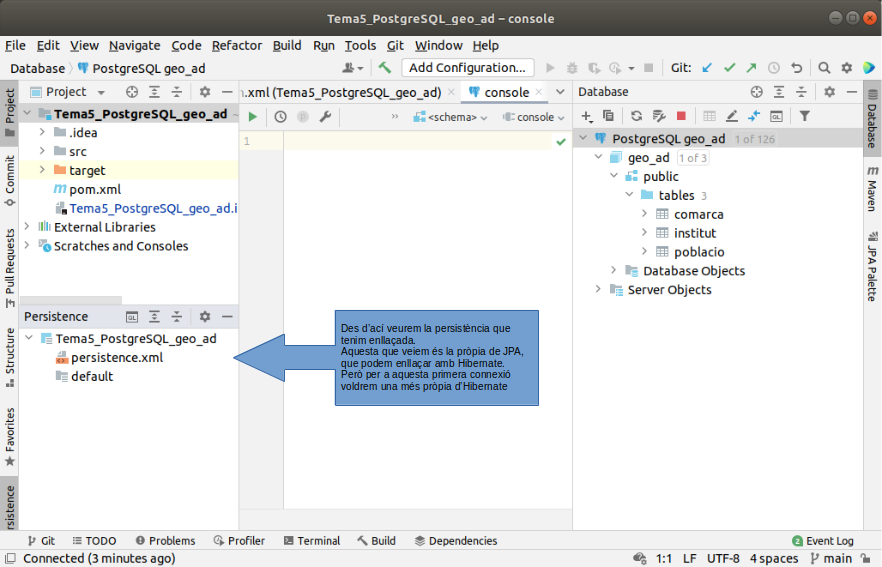 Tema5_PostgreSQL_geo_ad – console
File Edit View Navigate Code Refactor Build Run Tools Git Window Help
Database PostgreSQL geo_ad
Add Configuration...
Git:
Project
.xml (Tema5_PostgreSQL_geo_ad)
console
Database
Tema5_PostgreSQL_geo_ad
.idea
src
target
pom.xml
Tema5_PostgreSQL_geo_ad.i
External Libraries
Scratches and Consoles
<schema>
console
1
PostgreSQL geo_ad 1 of 126
geo_ad 1 of 3
public
tables 3
comarca
institut
poblacio
Database Objects
Server Objects
Persistence
Tema5_PostgreSQL_geo_ad
persistence.xml
default
Des d'ací veurem la persistència que
tenim enllaçada.
Aquesta que veiem és la pròpia de JPA,
que podem enllaçar amb Hibernate.
Però per a aquesta primera connexió
voldrem una més pròpia d'Hibernate
Project
Commit
Pull Requests
Structure
Favorites
rsistence
Database
Maven
JPA Palette
Git TODO Problems Profiler Terminal Build Dependencies
2 Event Log
Connected (3 minutes ago)
1:1 LF UTF-8 4 spaces main